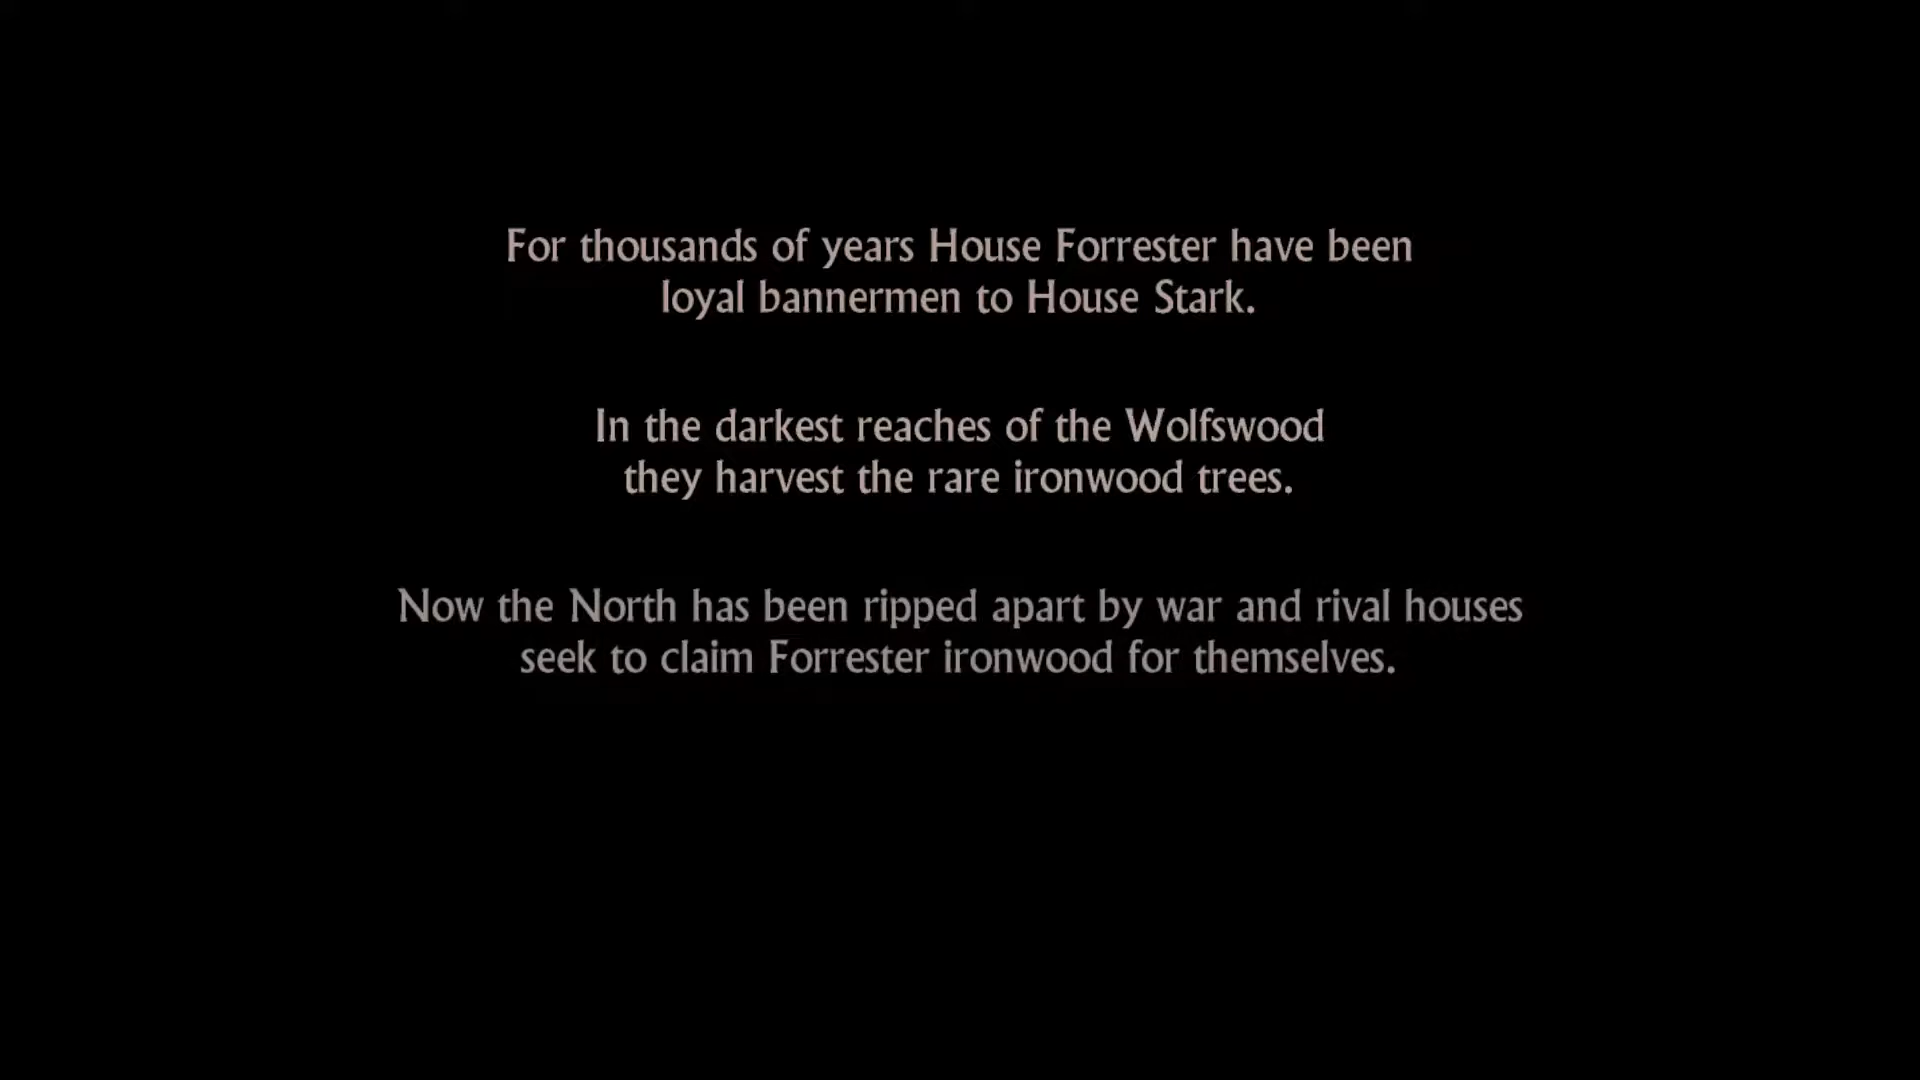 For thousands of years House Forrester have been
loyal bannermen to House Stark.
In the darkest reaches of the Wolfswood
they harvest the rare ironwood trees.
Now the North has been ripped apart by war and rival houses
seek to claim Forrester ironwood for themselves.